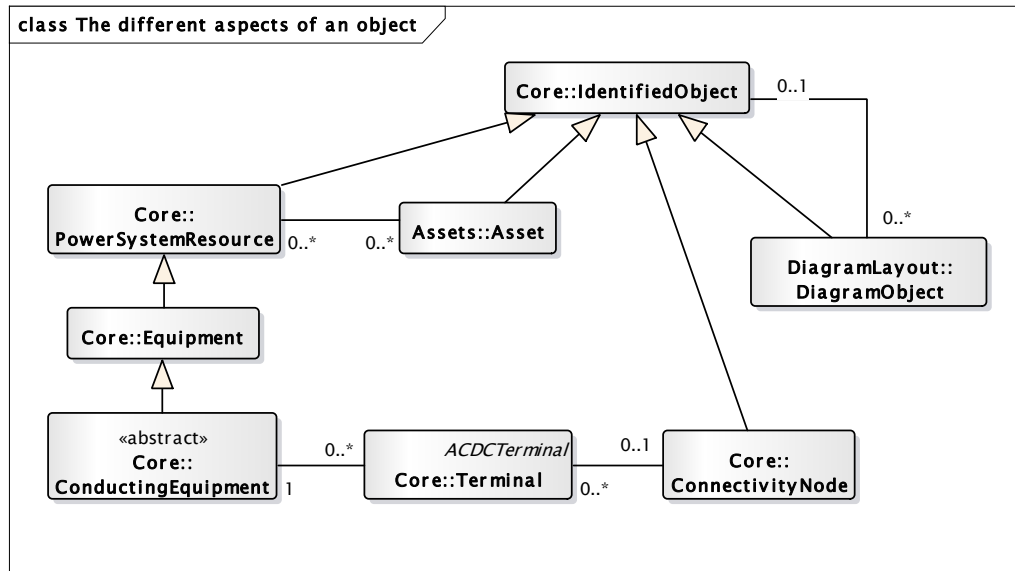 class The different aspects of an object
Core::IdentifiedObject
0..1
Core::
PowerSystemResource
0..*
0..*
Assets::Asset
0..*
DiagramLayout::
DiagramObject
Core::Equipment
«abstract»
Core::
ConductingEquipment
0..*
1
ACDCTerminal
Core::Terminal
0..1
0..*
Core::
ConnectivityNode